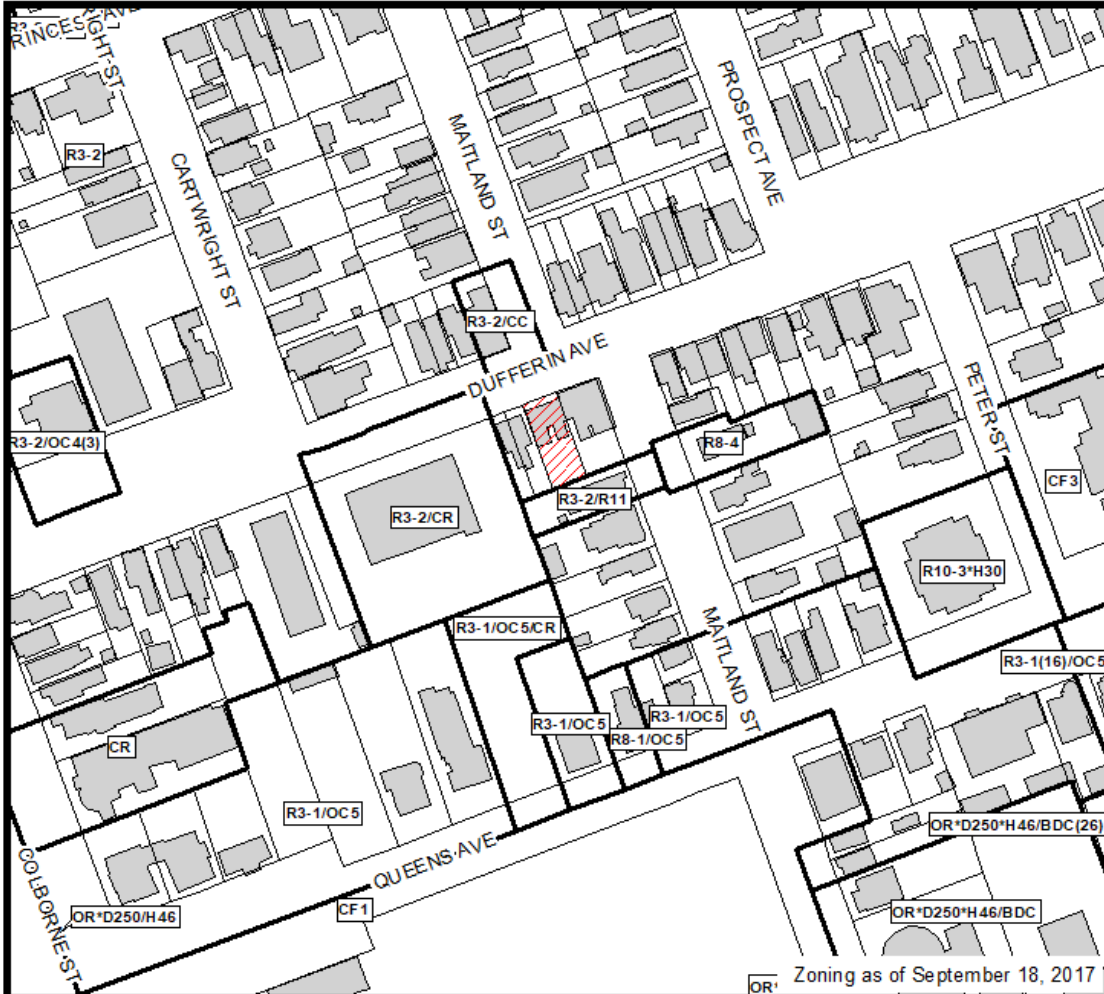 RINCESS AVE
R3-2
CARTWRIGHT ST
MAITLAND ST
PROSPECT AVE
R3-2/CC
DUFFERIN AVE
PETER ST
R3-2/OC4(3)
R8-4
CF3
R3-2/R11
R3-2/CR
R10-3*H30
MAITLAND ST
R3-1/OC5/CR
R3-1(16)/OC5
R3-1/OC5
R3-1/OC5
R8-1/OC5
CR
R3-1/OC5
OR*D250*H46/BDC(26)
QUEENS AVE
COLBORNE ST
CF1
OR*D250/H46
OR*D250*H46/BDC
OR*
Zoning as of September 18, 2017